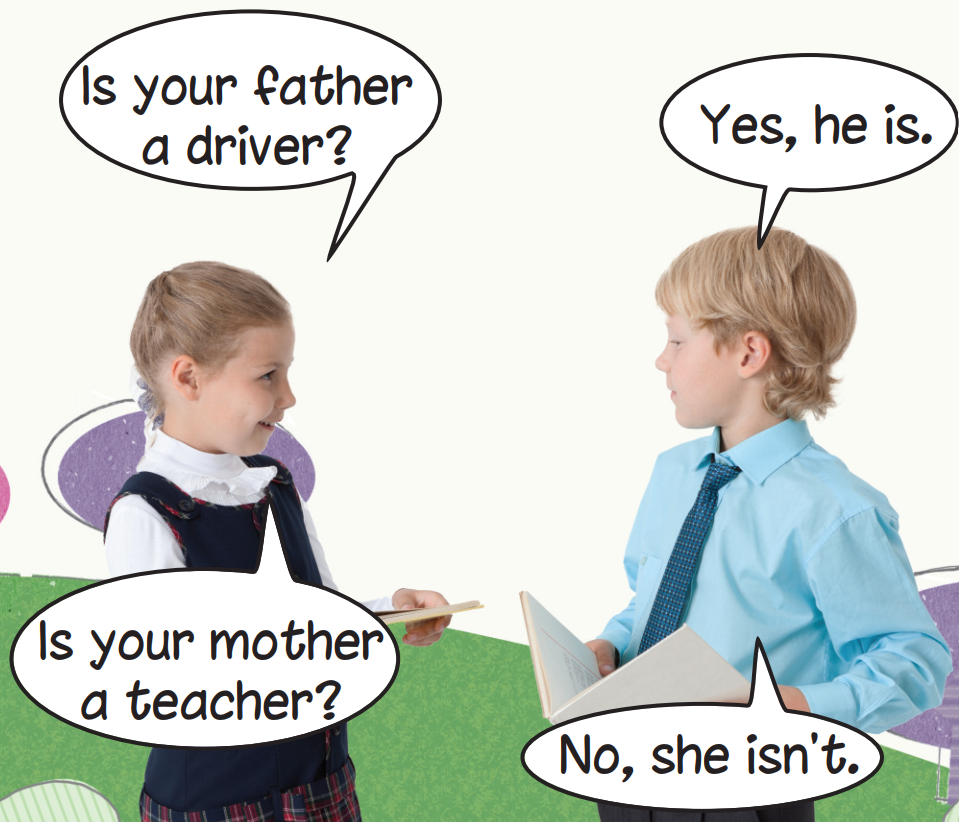 Is your father
a driver?
Yes, he is.
Is your mother
a teacher?
No, she isn't.